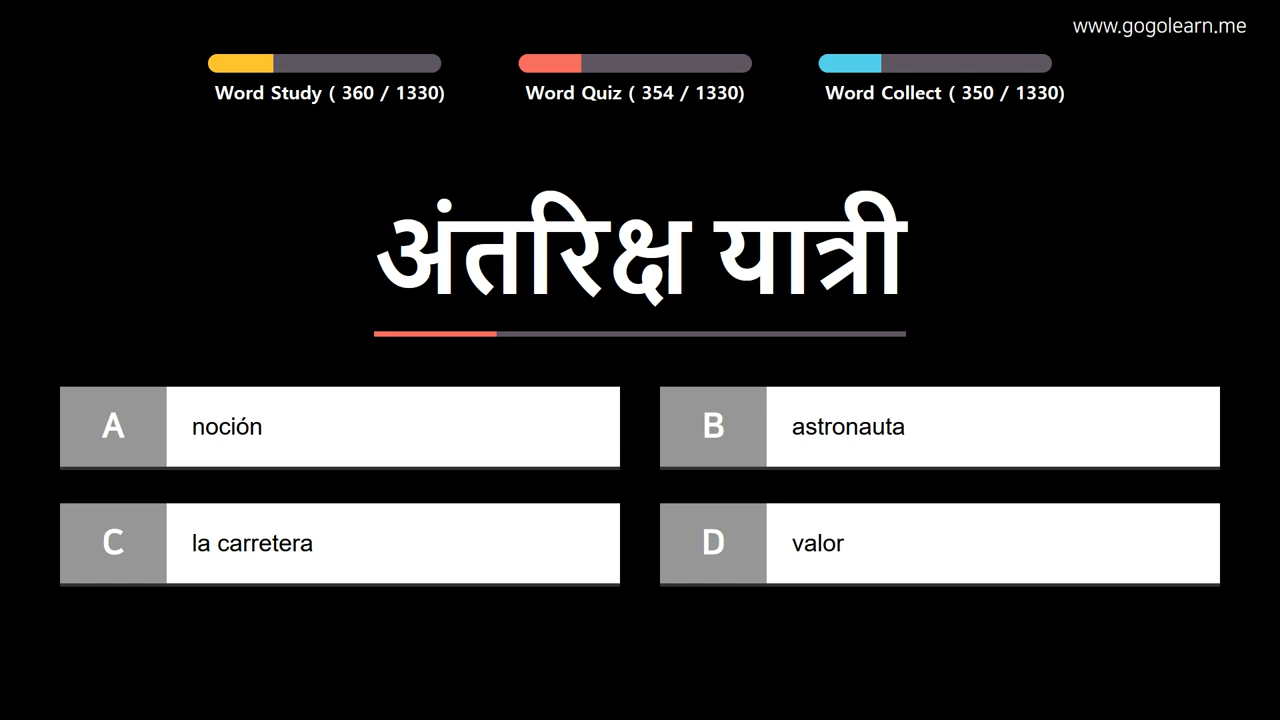 www.gogolearn.me
Word Study ( 360 / 1330)
Word Quiz ( 354 / 1330)
Word Collect ( 350 / 1330)
अंतरिक्ष यात्री
A
noción
B
astronauta
C
la carretera
D
valor